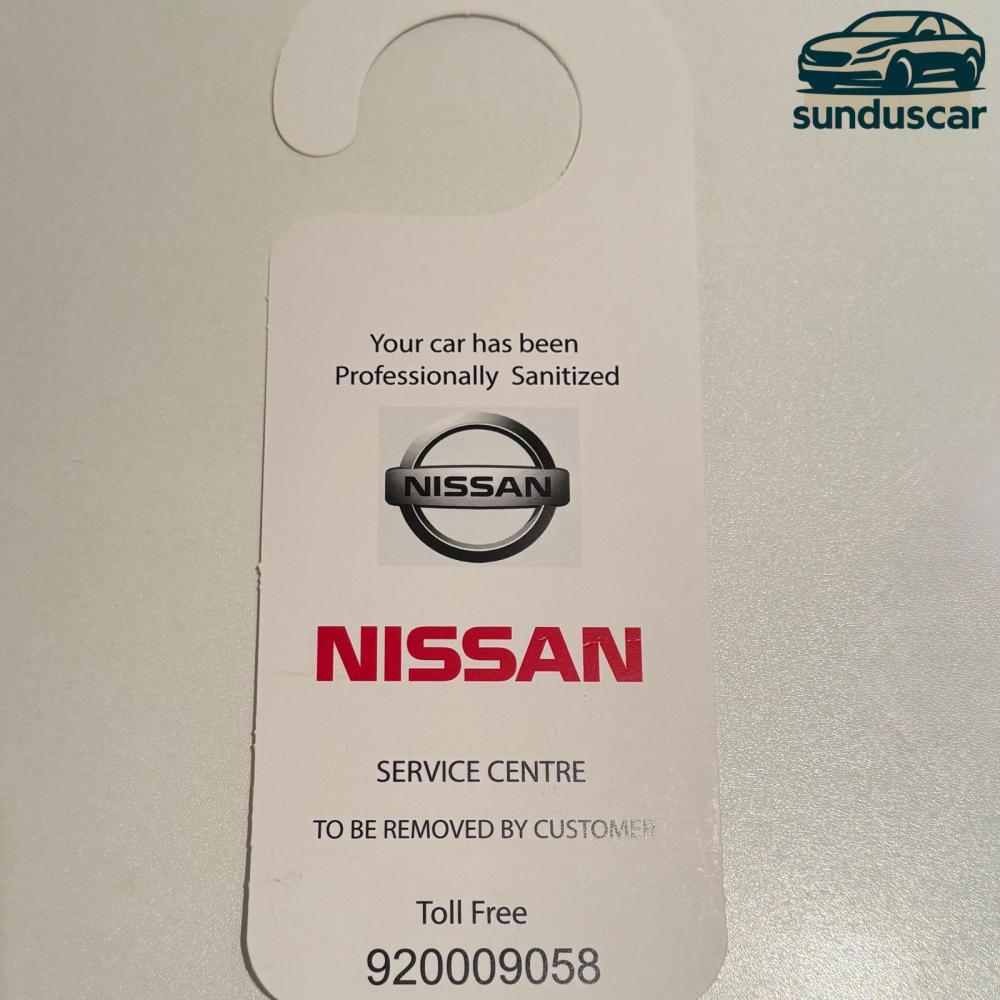 sunduscar
Your car has been
Professionally Sanitized
NISSAN
NISSAN
SERVICE CENTRE
TO BE REMOVED BY CUSTOMER
Toll Free
920009058